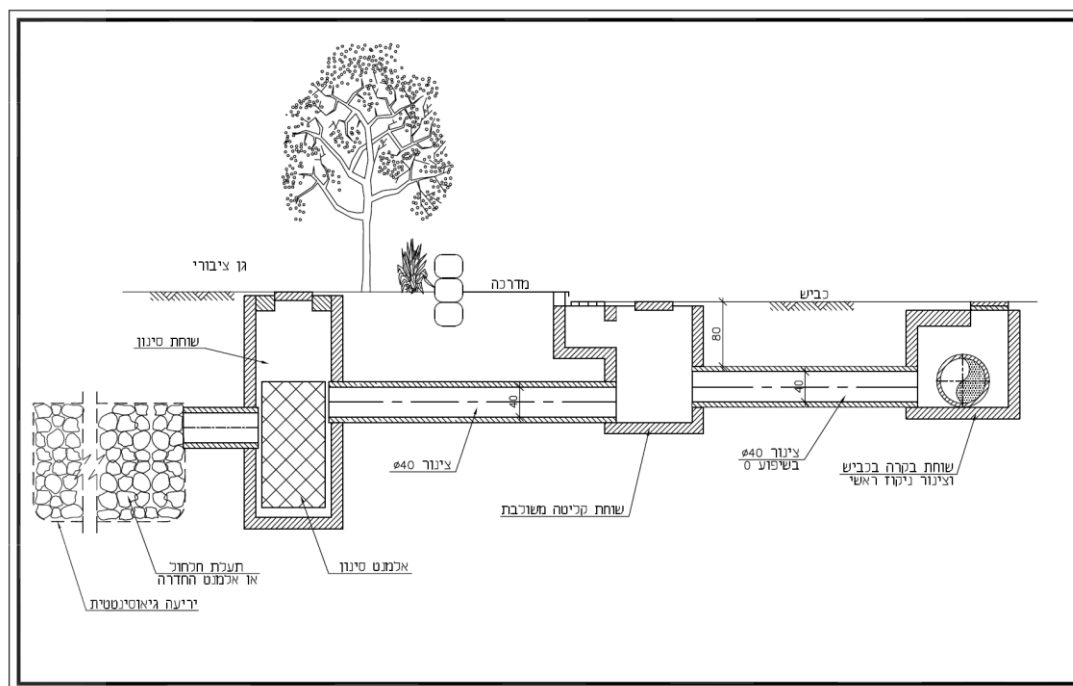 גן ציבורי
מדרכה
כביש
שוחת סינון
80
40
40
צינור ø40
צינור ø40
בשיפוע 0
שוחת בקרה בכביש
וצינור ניקוז ראשי
שוחת קליטה משולבת
אלמנט סינון
תעלת חלחול
או אלמנט החדרה
יריעה גיאוסינטטית